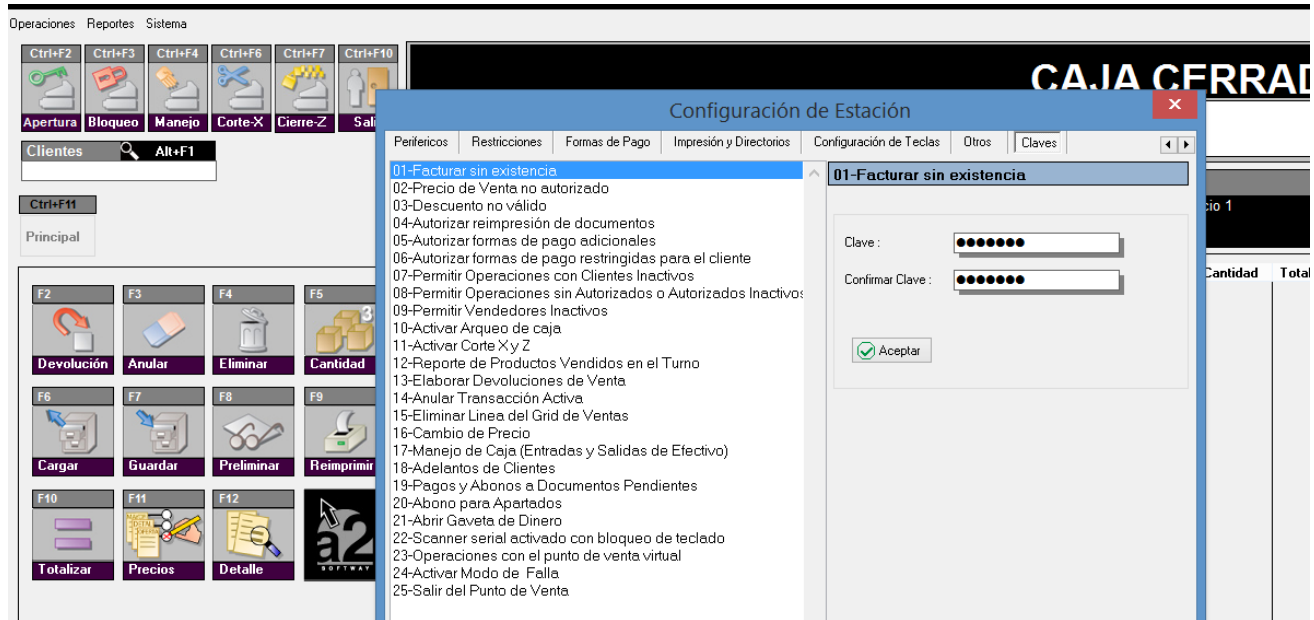 Operaciones Reportes Sistema
Ctrl+F2 Ctrl+F3 Ctrl+F4 Ctrl+F6 Ctrl+F7 Ctrl+F10
Apertura Bloqueo Manejo Corte-X Cierre-Z Sali
CAJA CERRAD
Clientes Alt+F1
Ctrl+F11
Principal
F2 F3 F4 F5
3
Devolución Anular Eliminar Cantidad
F6 F7 F8 F9
Cargar Guardar Preliminar Reimprimir
F10 F11 F12
Totalizar Precios Detalle
a2
SOFTWAY
Configuración de Estación
Perifericos Restricciones Formas de Pago Impresión y Directorios Configuración de Teclas Otros Claves
01-Facturar sin existencia
02-Precio de Venta no autorizado
03-Descuento no válido
04-Autorizar reimpresión de documentos
05-Autorizar formas de pago adicionales
06-Autorizar formas de pago restringidas para el cliente
07-Permitir Operaciones con Clientes Inactivos
08-Permitir Operaciones sin Autorizados o Autorizados Inactivos
09-Permitir Vendedores Inactivos
10-Activar Arqueo de caja
11-Activar Corte X y Z
12-Reporte de Productos Vendidos en el Turno
13-Elaborar Devoluciones de Venta
14-Anular Transacción Activa
15-Eliminar Linea del Grid de Ventas
16-Cambio de Precio
17-Manejo de Caja (Entradas y Salidas de Efectivo)
18-Adelantos de Clientes
19-Pagos y Abonos a Documentos Pendientes
20-Abono para Apartados
21-Abrir Gaveta de Dinero
22-Scanner serial activado con bloqueo de teclado
23-Operaciones con el punto de venta virtual
24-Activar Modo de Falla
25-Salir del Punto de Venta
01-Facturar sin existencia
Clave :
Confirmar Clave :
Aceptar
cio 1
Cantidad Total